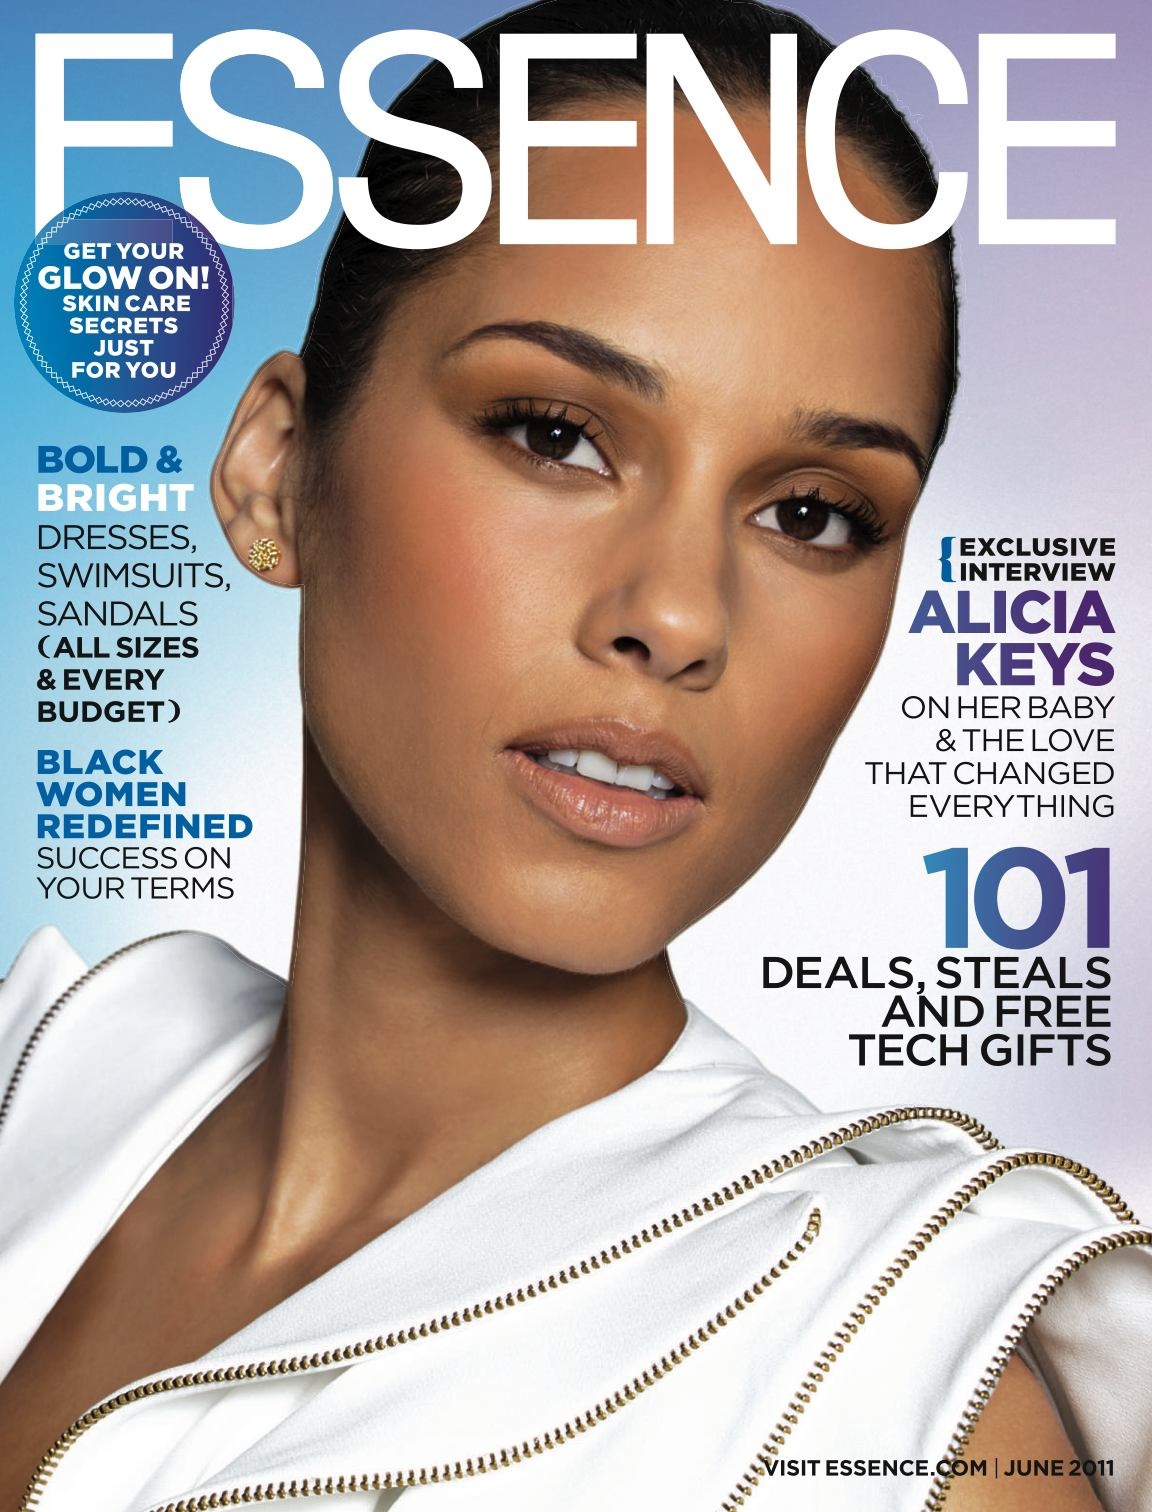 ESSENCE
GET YOUR
GLOW ON!
SKIN CARE
SECRETS
JUST
FOR YOU
BOLD &
BRIGHT
DRESSES,
SWIMSUITS,
SANDALS
(ALL SIZES
& EVERY
BUDGET)
BLACK
WOMEN
REDEFINED
SUCCESS ON
YOUR TERMS
{EXCLUSIVE
INTERVIEW
ALICIA
KEYS
ON HER BABY
& THE LOVE
THAT CHANGED
EVERYTHING
101
DEALS, STEALS
AND FREE
TECH GIFTS
VISIT ESSENCE.COM | JUNE 2011